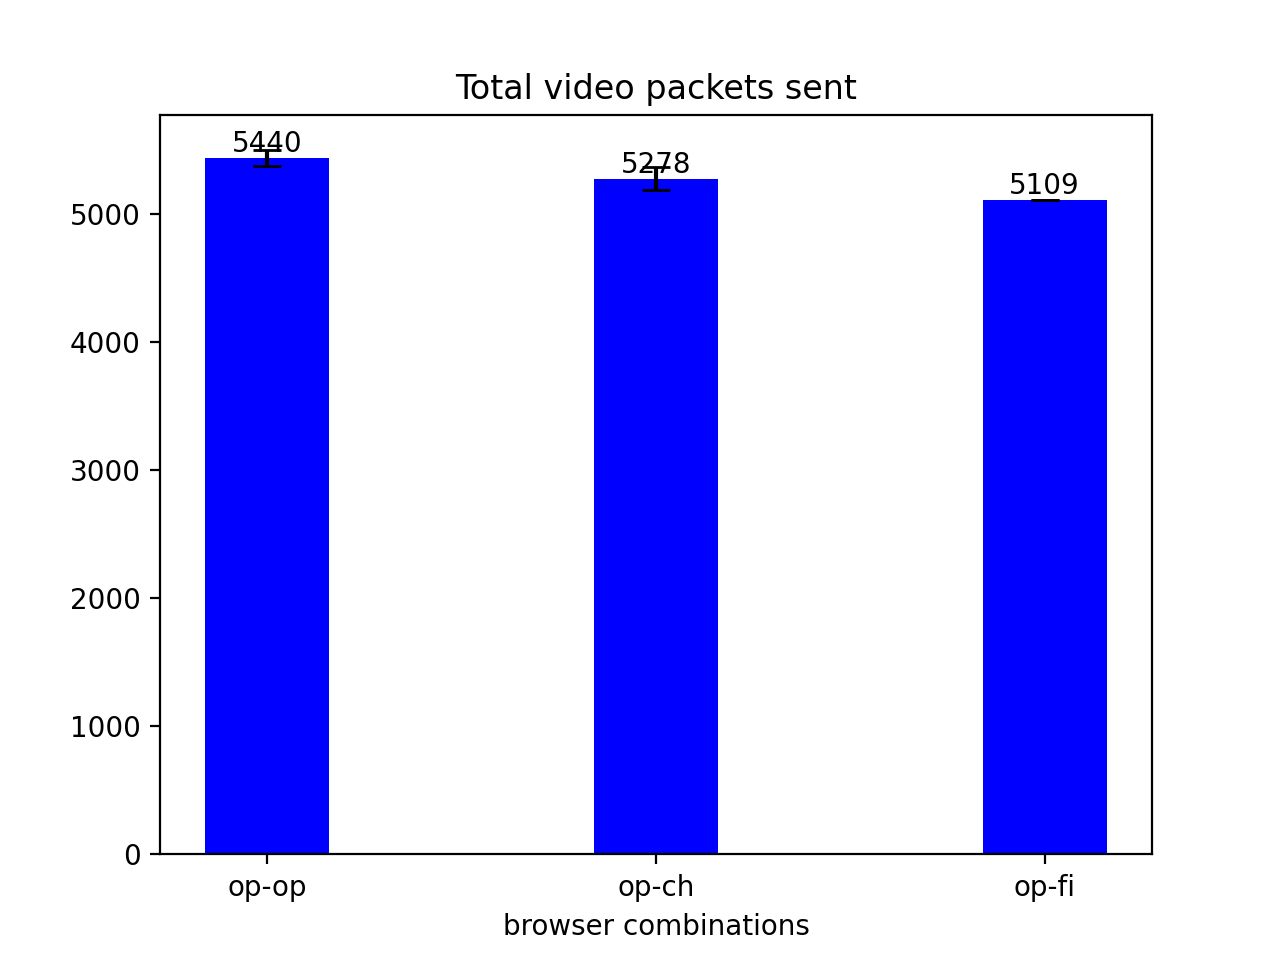 Total video packets sent
5440
5278
5109
5000
4000
3000
2000
1000
0
op-op
op-ch
op-fi
browser combinations